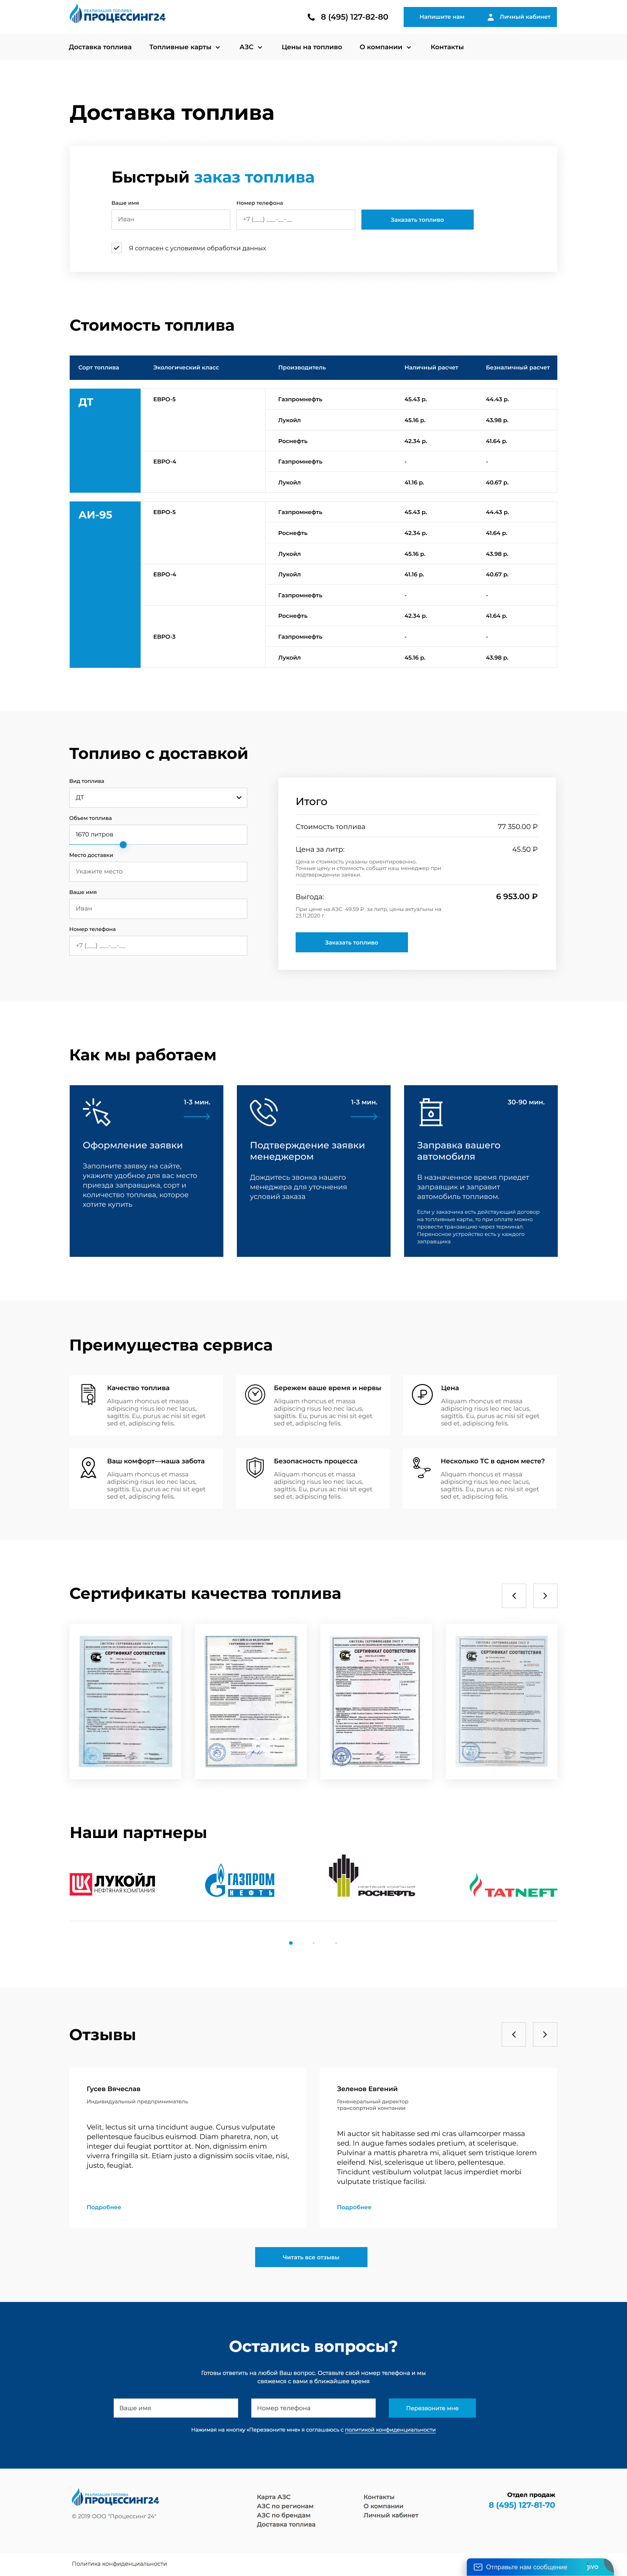 РЕАЛИЗАЦИЯ ТОПЛИВА
ПРОЦЕССИНГ24
8 (495) 127-82-80
Напишите нам
Личный кабинет
Доставка топлива
Топливные карты
АЗС
Цены на топливо
О компании
Контакты
Доставка топлива
Быстрый заказ топлива
Ваше имя
Номер телефона
Иван
+7 (___) ___-__-__
Заказать топливо
Я согласен с условиями обработки данных
Стоимость топлива
Сорт топлива Экологический класс Производитель Наличный расчет Безналичный расчет
ДТ ЕВРО-5 Газпромнефть 45.43 р. 44.43 р.
Лукойл 45.16 р. 43.98 р.
Роснефть 42.34 р. 41.64 р.
ЕВРО-4 Газпромнефть - -
Лукойл 41.16 р. 40.67 р.
АИ-95 ЕВРО-5 Газпромнефть 45.43 р. 44.43 р.
Роснефть 42.34 р. 41.64 р.
Лукойл 45.16 р. 43.98 р.
ЕВРО-4 Лукойл 41.16 р. 40.67 р.
Газпромнефть - -
Роснефть 42.34 р. 41.64 р.
ЕВРО-3 Газпромнефть - -
Лукойл 45.16 р. 43.98 р.
Топливо с доставкой
Вид топлива
ДТ
Объем топлива
1670 литров
Место доставки
Укажите место
Ваше имя
Иван
Номер телефона
+7 (___) ___-__-__
Итого
Стоимость топлива 77 350.00 ₽
Цена за литр: 45.50 ₽
Цена и стоимость указаны ориентировочно.
Точные цену и стоимость собщит наш менеджер при
подтверждении заявки.
Выгода: 6 953.00 ₽
При цене на АЗС 49.59 ₽ за литр, цены актуальны на
23.11.2020 г.
Заказать топливо
Как мы работаем
1-3 мин.
Оформление заявки
Заполните заявку на сайте,
укажите удобное для вас место
приезда заправщика, сорт и
количество топлива, которое
хотите купить
1-3 мин.
Подтверждение заявки
менеджером
Дождитесь звонка нашего
менеджера для уточнения
условий заказа
30-90 мин.
Заправка вашего
автомобиля
В назначенное время приедет
заправщик и заправит
автомобиль топливом.
Если у заказчика есть действующий договор
на топливные карты, то при оплате можно
провести транзакцию через терминал.
Переносное устройство есть у каждого
заправщика
Преимущества сервиса
Качество топлива
Aliquam rhoncus et massa
adipiscing risus leo nec lacus,
sagittis. Eu, purus ac nisi sit eget
sed et, adipiscing felis.
Бережем ваше время и нервы
Aliquam rhoncus et massa
adipiscing risus leo nec lacus,
sagittis. Eu, purus ac nisi sit eget
sed et, adipiscing felis.
Цена
Aliquam rhoncus et massa
adipiscing risus leo nec lacus,
sagittis. Eu, purus ac nisi sit eget
sed et, adipiscing felis.
Ваш комфорт—наша забота
Aliquam rhoncus et massa
adipiscing risus leo nec lacus,
sagittis. Eu, purus ac nisi sit eget
sed et, adipiscing felis.
Безопасность процесса
Aliquam rhoncus et massa
adipiscing risus leo nec lacus,
sagittis. Eu, purus ac nisi sit eget
sed et, adipiscing felis.
Несколько ТС в одном месте?
Aliquam rhoncus et massa
adipiscing risus leo nec lacus,
sagittis. Eu, purus ac nisi sit eget
sed et, adipiscing felis.
Сертификаты качества топлива
СЕРТИФИКАТ СООТВЕТСТВИЯ
СЕРТИФИКАТ СООТВЕТСТВИЯ
СЕРТИФИКАТ СООТВЕТСТВИЯ
Наши партнеры
ЛУКОЙЛ
НЕФТЯНАЯ КОМПАНИЯ
ГАЗПРОМ
НЕФТЬ
НЕФТЯНАЯ КОМПАНИЯ
РОСНЕФТЬ
TATNEFT
Отзывы
Гусев Вячеслав
Индивидуальный предприниматель
Velit, lectus sit urna tincidunt augue. Cursus vulputate
pellentesque faucibus euismod. Diam pharetra, non, ut
integer dui feugiat porttitor at. Non, dignissim enim
viverra fringilla sit. Etiam justo a dignissim sociis vitae, nisi,
justo, feugiat.
Подробнее
Зеленов Евгений
Гененеральный директор
транспортной компании
Mi auctor sit habitasse sed mi cras ullamcorper massa
sed. In augue fames sodales pretium, at scelerisque.
Pulvinar a mattis pharetra mi, aliquet sem tristique lorem
eleifend. Nisl, scelerisque ut libero, pellentesque.
Tincidunt vestibulum volutpat lacus imperdiet morbi
vulputate tristique facilisi.
Подробнее
Читать все отзывы
Остались вопросы?
Готовы ответить на любой Ваш вопрос. Оставьте свой номер телефона и мы
свяжемся с вами в ближайшее время
Ваше имя
Номер телефона
Перезвоните мне
Нажимая на кнопку «Перезвоните мне» я соглашаюсь с политикой конфиденциальности
РЕАЛИЗАЦИЯ ТОПЛИВА
ПРОЦЕССИНГ24
© 2019 ООО "Процессинг 24"
Карта АЗС
АЗС по регионам
АЗС по брендам
Доставка топлива
Контакты
О компании
Личный кабинет
Отдел продаж
8 (495) 127-81-70
Политика конфиденциальности
Отправьте нам сообщение
jivo